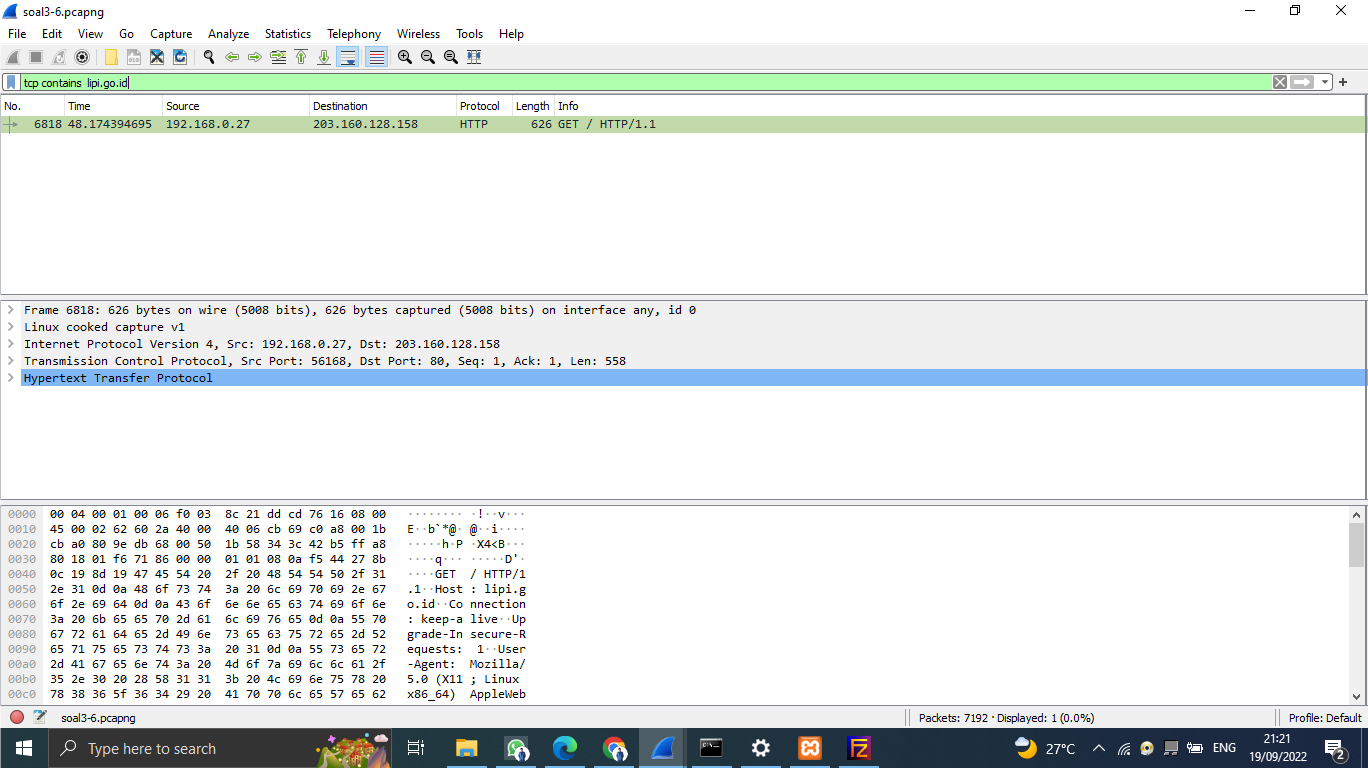 soal3-6.pcapng
File Edit View Go Capture Analyze Statistics Telephony Wireless Tools Help
tcp contains lipi.go.id
No. Time Source Destination Protocol Length Info
6818 48.174394695 192.168.0.27 203.160.128.158 HTTP 626 GET / HTTP/1.1
Frame 6818: 626 bytes on wire (5008 bits), 626 bytes captured (5008 bits) on interface any, id 0
Linux cooked capture v1
Internet Protocol Version 4, Src: 192.168.0.27, Dst: 203.160.128.158
Transmission Control Protocol, Src Port: 56168, Dst Port: 80, Seq: 1, Ack: 1, Len: 558
Hypertext Transfer Protocol
0000 00 04 00 01 00 06 f0 03 8c 21 dd cd 76 16 08 00 ········ ·!··v···
0010 45 00 02 62 60 2a 40 00 40 06 cb 69 c0 a8 00 1b E··b`*@· @··i····
0020 cb a0 80 9e db 68 00 50 1b 58 34 3c 42 b5 ff a8 ·····h·P ·X4<B···
0030 80 18 01 f6 71 86 00 00 01 01 08 0a f5 44 27 8b ····q··· ·····D'·
0040 0c 19 8d 19 47 45 54 20 2f 20 48 54 54 50 2f 31 ····GET / HTTP/1
0050 2e 31 0d 0a 48 6f 73 74 3a 20 6c 69 70 69 2e 67 .1··Host : lipi.g
0060 6f 2e 69 64 0d 0a 43 6f 6e 6e 65 63 74 69 6f 6e o.id··Co nnection
0070 3a 20 6b 65 65 70 2d 61 6c 69 76 65 0d 0a 55 70 : keep-a live··Up
0080 67 72 61 64 65 2d 49 6e 73 65 63 75 72 65 2d 52 grade-In secure-R
0090 65 71 75 65 73 74 73 3a 20 31 0d 0a 55 73 65 72 equests: 1··User
00a0 2d 41 67 65 6e 74 3a 20 4d 6f 7a 69 6c 6c 61 2f -Agent: Mozilla/
00b0 35 2e 30 20 28 58 31 31 3b 20 4c 69 6e 75 78 20 5.0 (X11 ; Linux
00c0 78 38 36 5f 36 34 29 20 41 70 70 6c 65 57 65 62 x86_64) AppleWeb
soal3-6.pcapng Packets: 7192 · Displayed: 1 (0.0%) Profile: Default
Type here to search 27°C ENG 21:21
19/09/2022 2